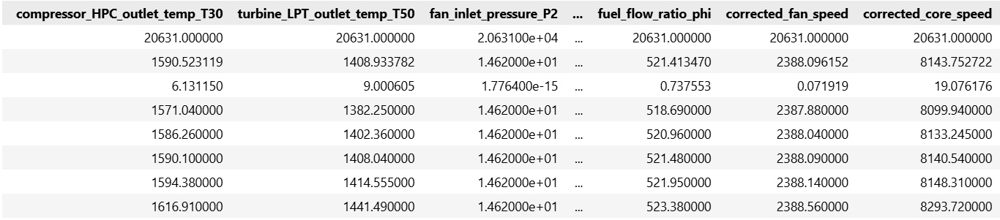 compressor_HPC_outlet_temp_T30 turbine_LPT_outlet_temp_T50 fan_inlet_pressure_P2 ... fuel_flow_ratio_phi corrected_fan_speed corrected_core_speed
20631.000000 20631.000000 2.063100e+04 ... 20631.000000 20631.000000 20631.000000
1590.523119 1408.933782 1.462000e+01 ... 521.413470 2388.096152 8143.752722
6.131150 9.000605 1.776400e-15 ... 0.737553 0.071919 19.076176
1571.040000 1382.250000 1.462000e+01 ... 518.690000 2387.880000 8099.940000
1586.260000 1402.360000 1.462000e+01 ... 520.960000 2388.040000 8133.245000
1590.100000 1408.040000 1.462000e+01 ... 521.480000 2388.090000 8140.540000
1594.380000 1414.555000 1.462000e+01 ... 521.950000 2388.140000 8148.310000
1616.910000 1441.490000 1.462000e+01 ... 523.380000 2388.560000 8293.720000